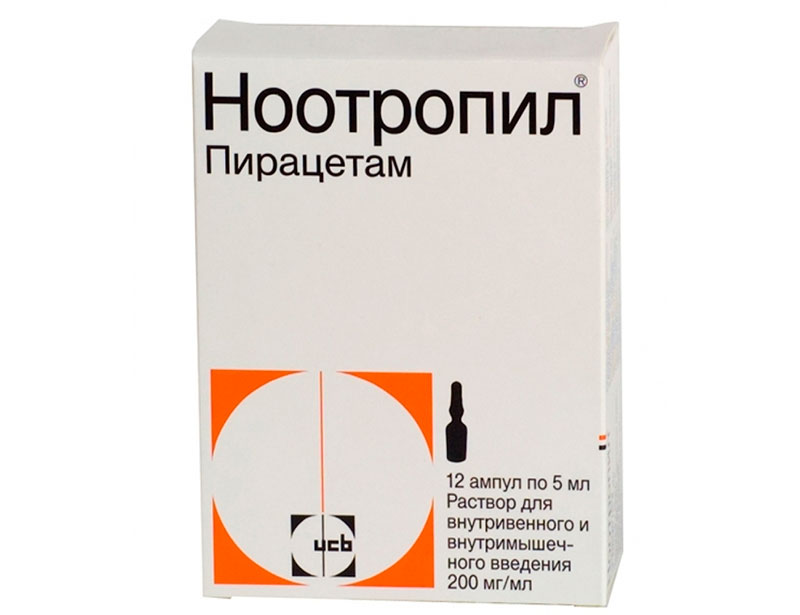 Ноотропил®
Пирацетам
ucb
12 ампул по 5 мл
Раствор для
внутривенного и
внутримышеч-
ного введения
200 мг/мл